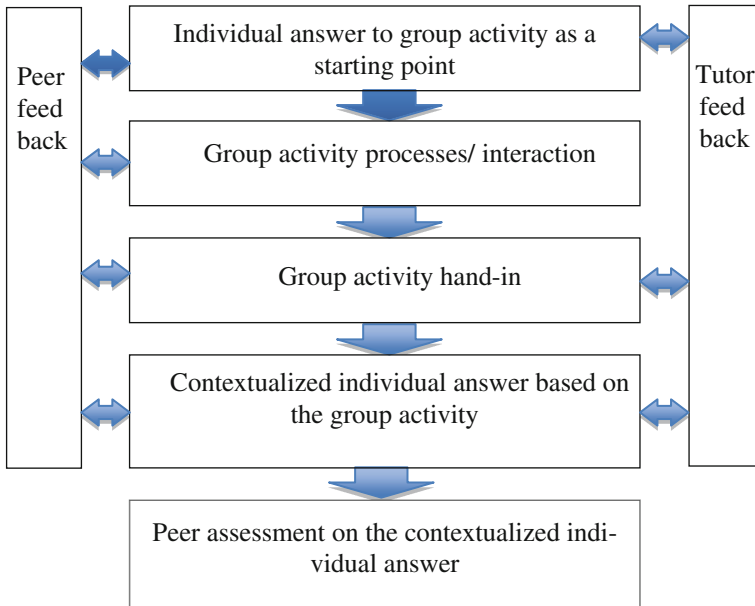 Peer
feed
back
Individual answer to group activity as a
starting point
Group activity processes/ interaction
Group activity hand-in
Contextualized individual answer based on
the group activity
Peer assessment on the contextualized indi-
vidual answer
Tutor
feed
back